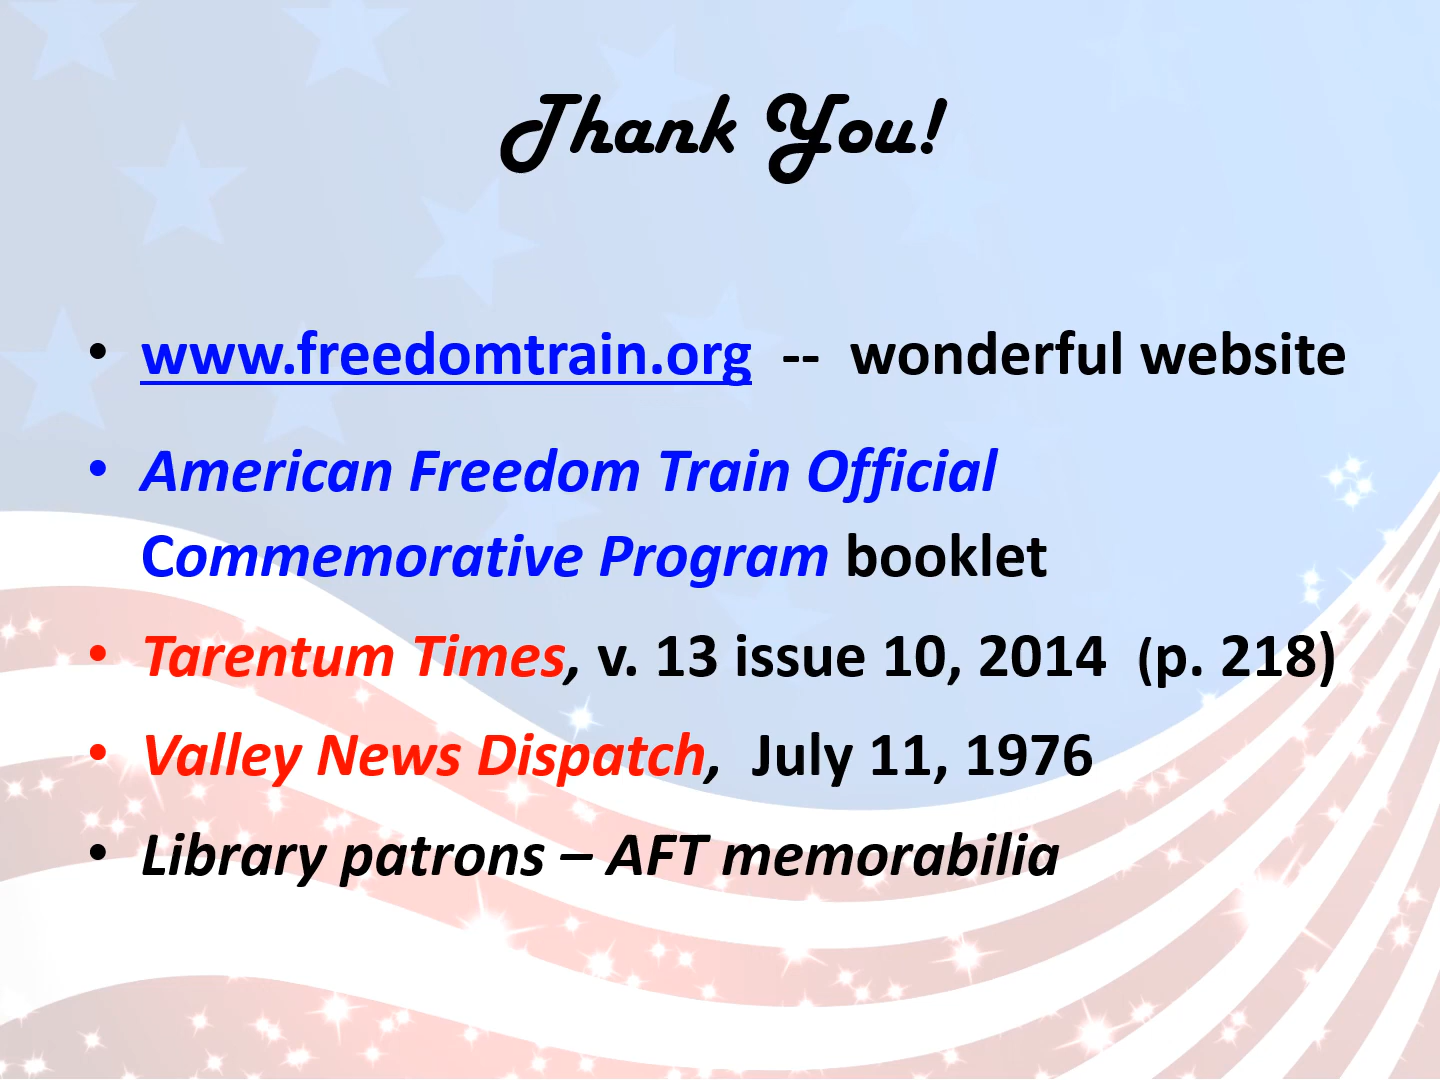 Thank You!
• www.freedomtrain.org -- wonderful website
• American Freedom Train Official
Commemorative Program booklet
• Tarentum Times, v. 13 issue 10, 2014 (p. 218)
• Valley News Dispatch, July 11, 1976
• Library patrons – AFT memorabilia